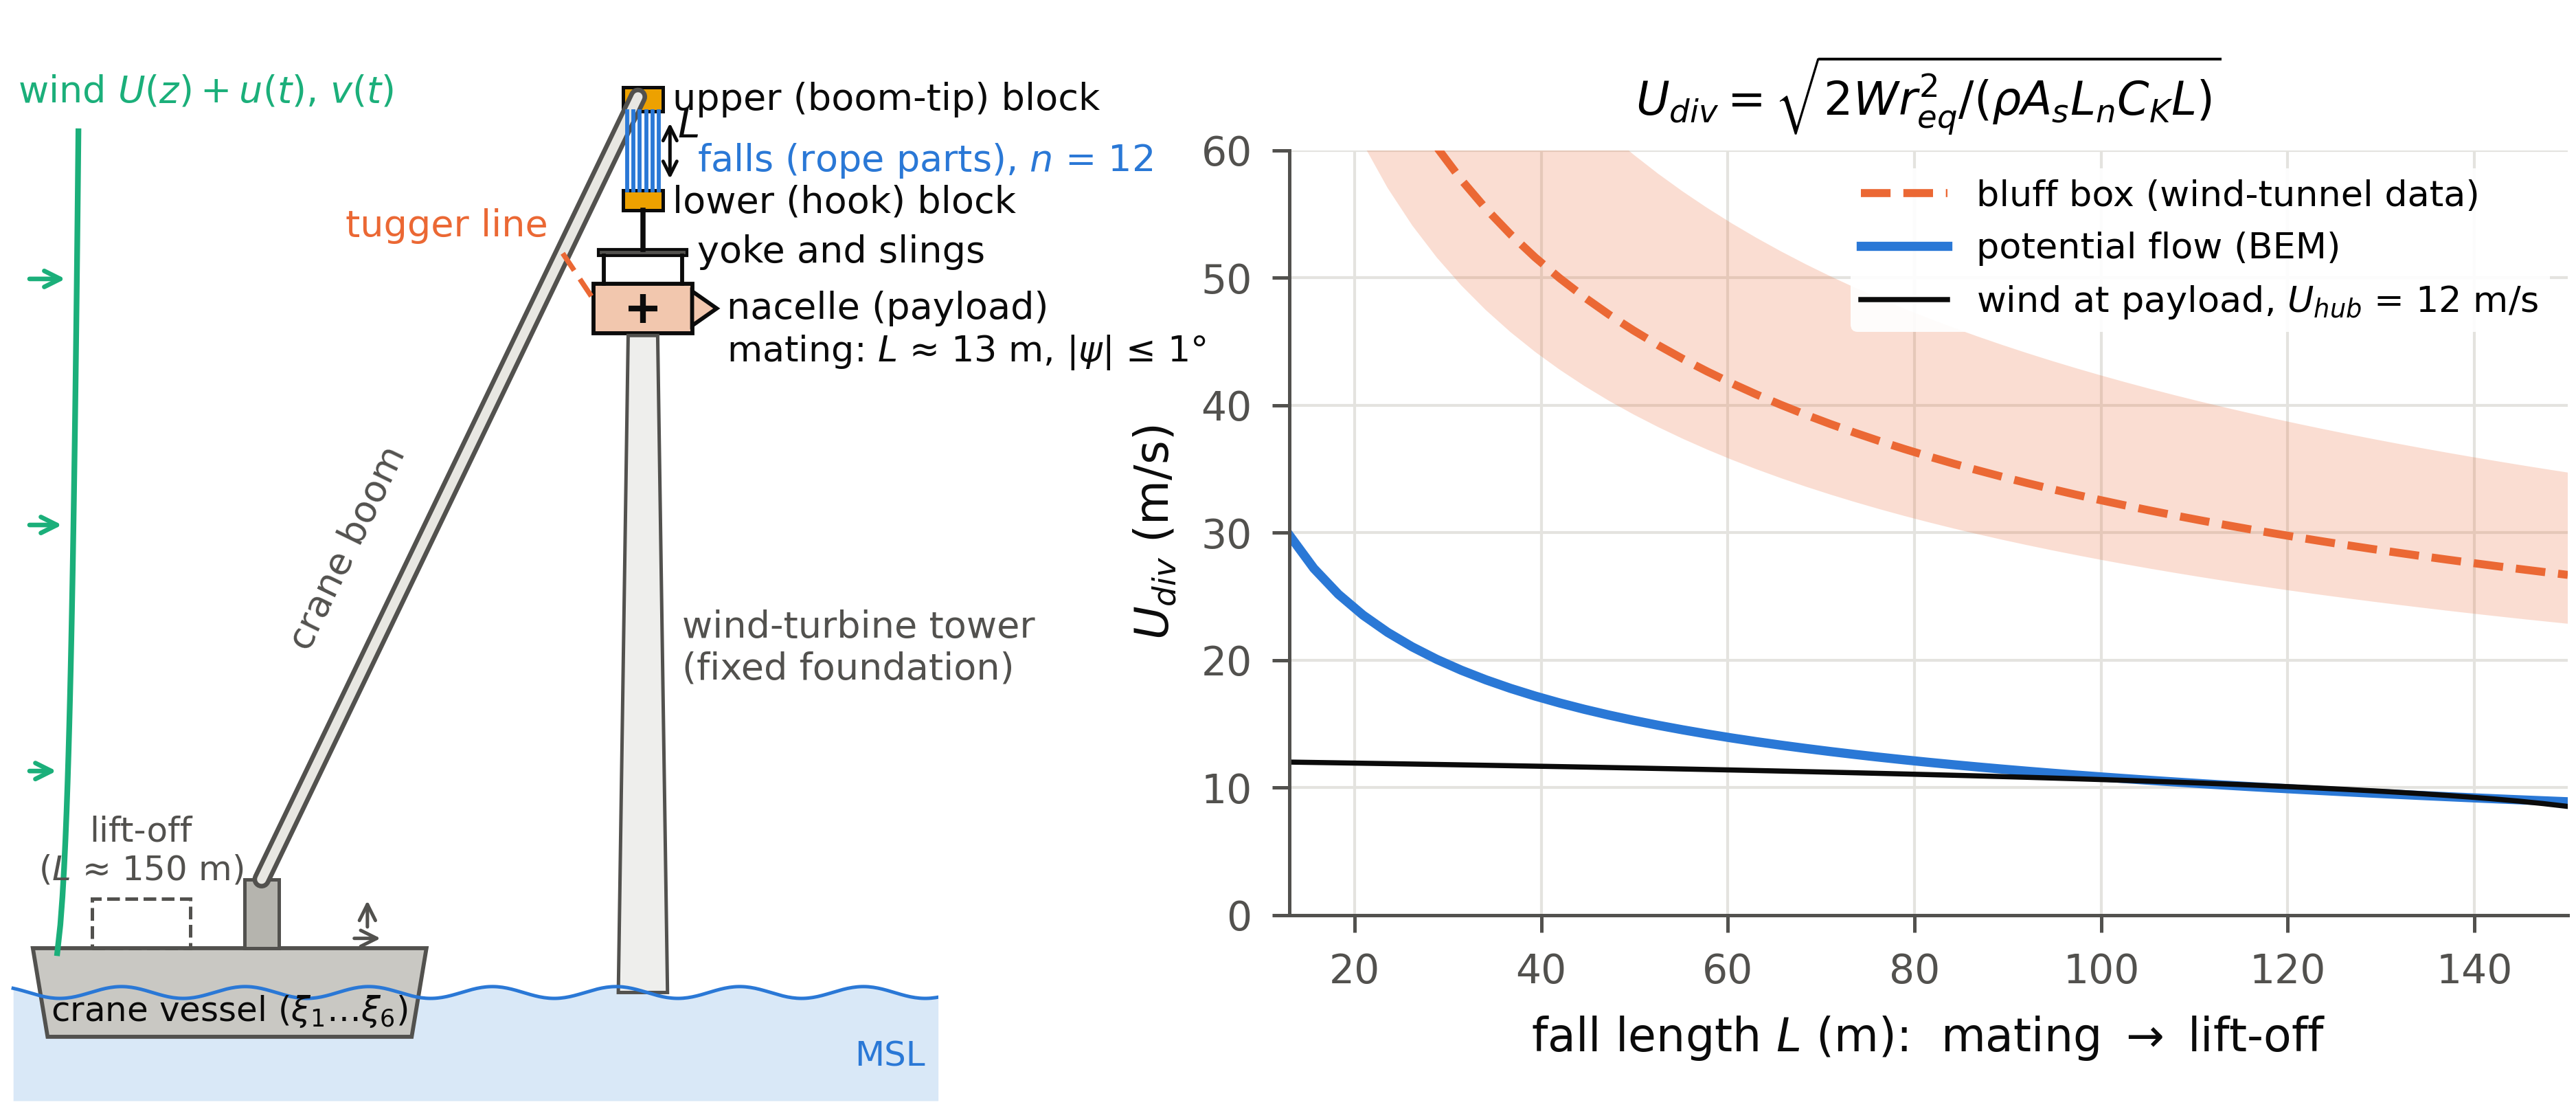 wind U(z) + u(t), v(t)
upper (boom-tip) block
L
falls (rope parts), n = 12
lower (hook) block
tugger line
yoke and slings
nacelle (payload)
mating: L ≈ 13 m, |ψ| ≤ 1°
crane boom
wind-turbine tower
(fixed foundation)
lift-off
(L ≈ 150 m)
crane vessel (ξ₁...ξ₆)
MSL
U_div = √(2Wr²_eq/(ρA_sL_nC_KL))
bluff box (wind-tunnel data)
potential flow (BEM)
wind at payload, U_hub = 12 m/s
U_div (m/s)
60
50
40
30
20
10
0
20 40 60 80 100 120 140
fall length L (m): mating → lift-off